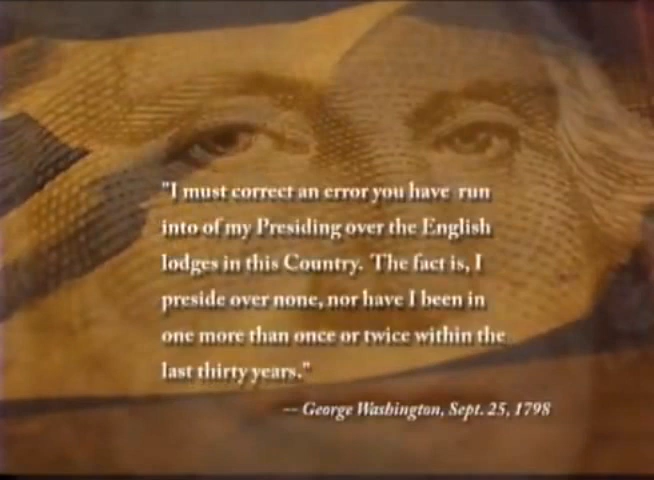 "I must correct an error you have run
into of my Presiding over the English
lodges in this Country. The fact is, I
preside over none, nor have I been in
one more than once or twice within the
last thirty years."
-- George Washington, Sept. 25, 1798